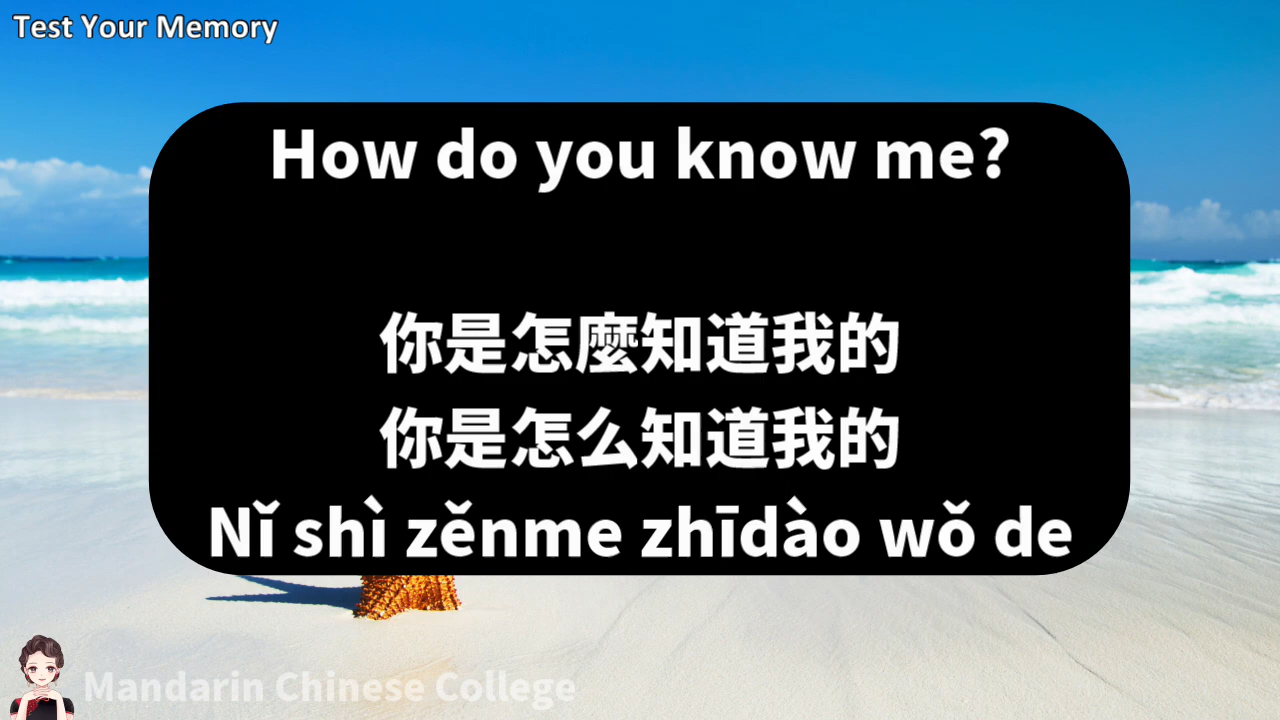 Test Your Memory
How do you know me?
你是怎麼知道我的
你是怎么知道我的
Nǐ shì zěnme zhīdào wǒ de
Mandarin Chinese College